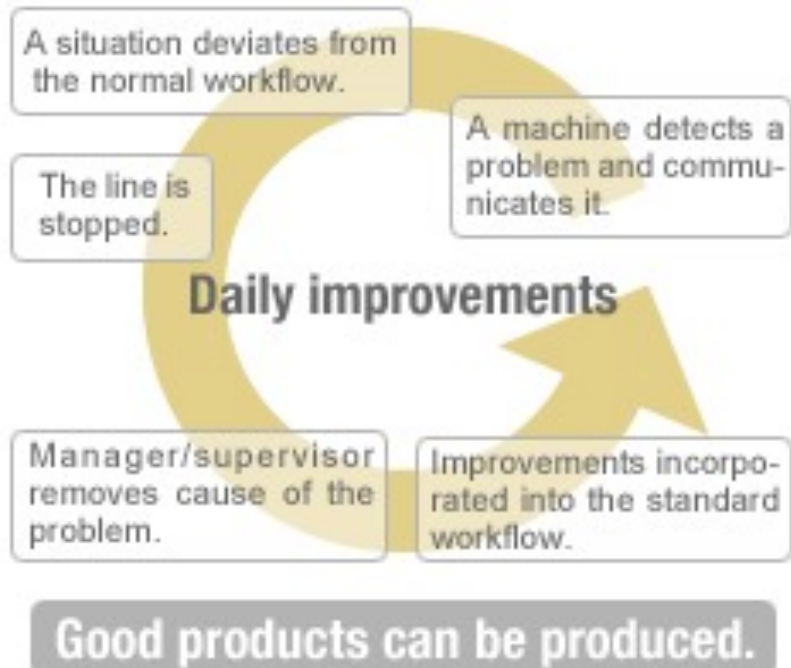 A situation deviates from
the normal workflow.
A machine detects a
problem and commu-
nicates it.
The line is
stopped.
Daily improvements
Manager/supervisor
removes cause of the
problem.
Improvements incorpo-
rated into the standard
workflow.
Good products can be produced.